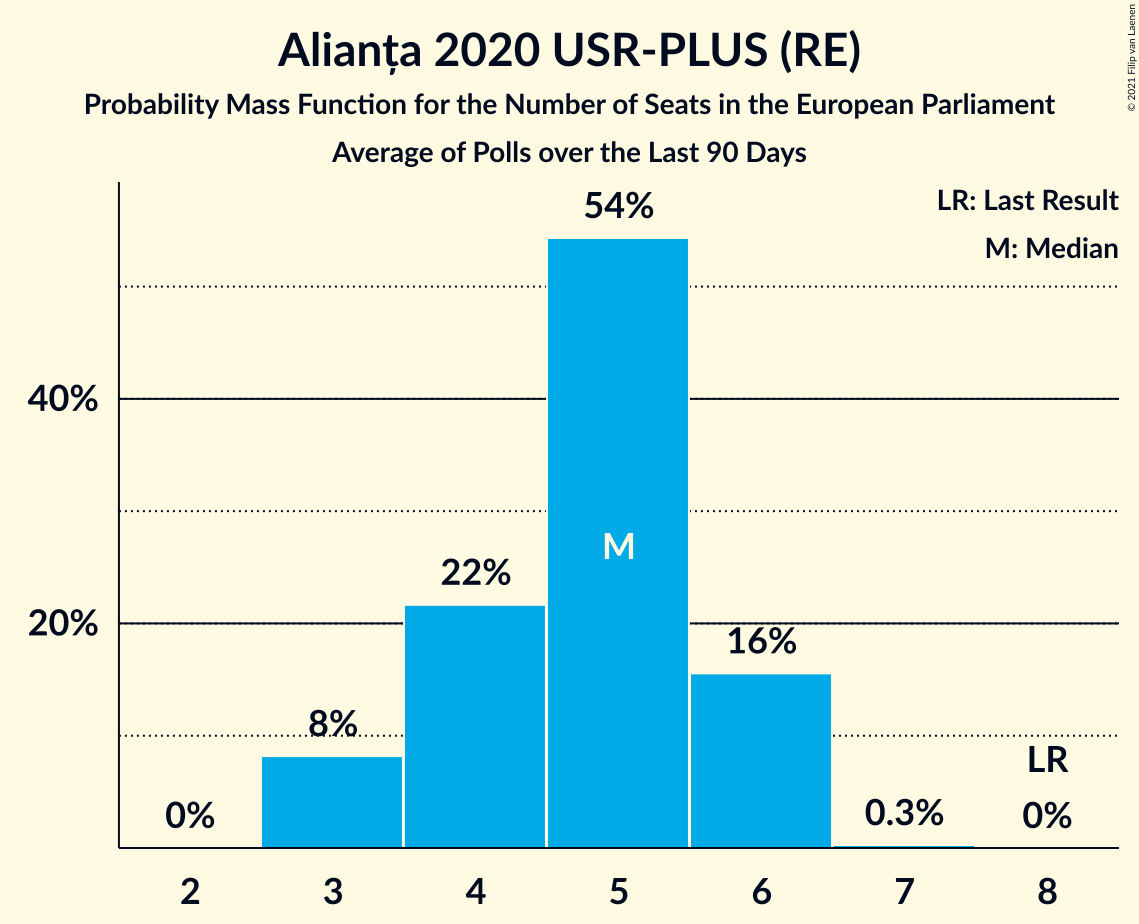 Alianța 2020 USR-PLUS (RE)
Probability Mass Function for the Number of Seats in the European Parliament
Average of Polls over the Last 90 Days
© 2021 Filip van Laenen
LR: Last Result
M: Median
54%
40%
M
22%
20%
16%
8%
LR
0%
0.3%
0%
2 3 4 5 6 7 8